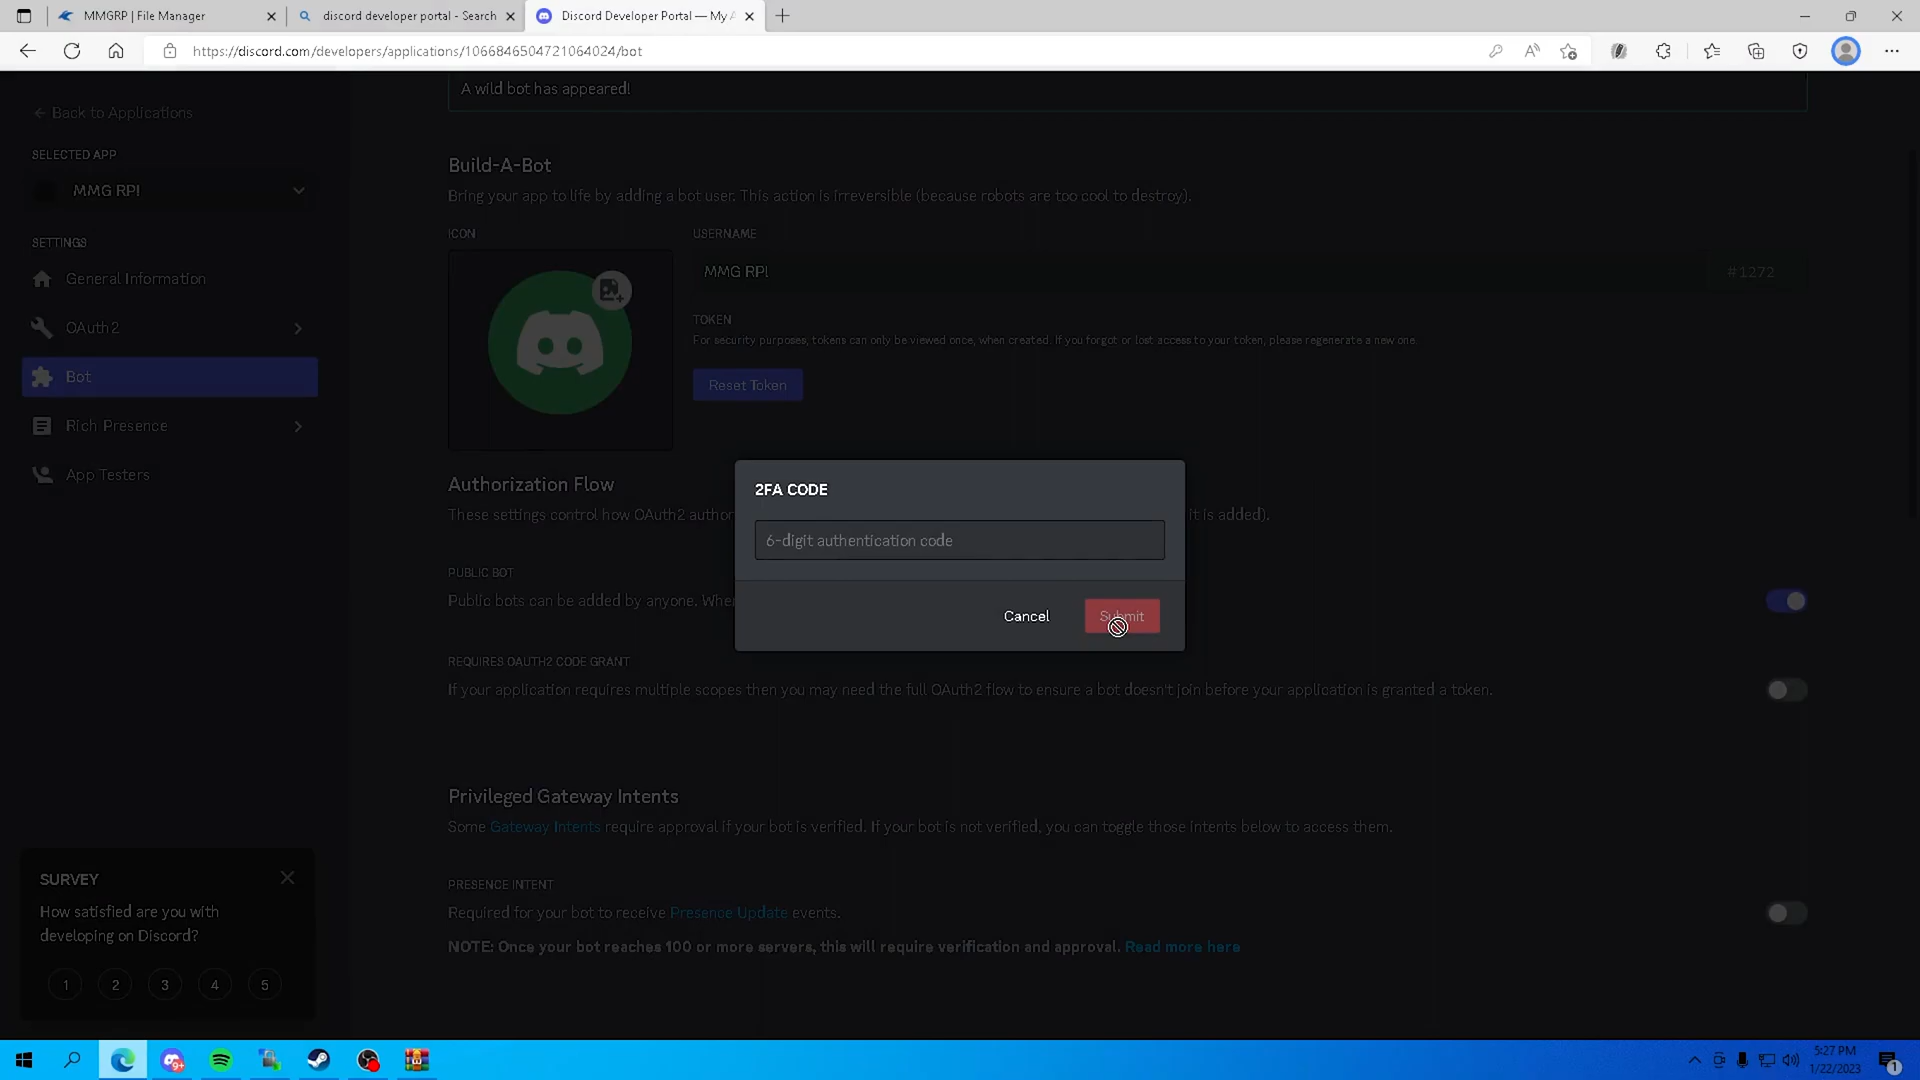 MMGRP | File Manager
discord developer portal - Search
Discord Developer Portal — My A
https://discord.com/developers/applications/1066846504721064024/bot
A wild bot has appeared!
← Back to Applications
SELECTED APP
MMG RPI
SETTINGS
General Information
OAuth2
Bot
Rich Presence
App Testers
Build-A-Bot
Bring your app to life by adding a bot user. This action is irreversible (because robots are too cool to destroy).
ICON
USERNAME
MMG RPI
#1272
TOKEN
For security purposes, tokens can only be viewed once, when created. If you forgot or lost access to your token, please regenerate a new one.
Reset Token
Authorization Flow
These settings control how OAuth2 author
it is added).
2FA CODE
6-digit authentication code
Cancel
Submit
PUBLIC BOT
Public bots can be added by anyone. When
REQUIRES OAUTH2 CODE GRANT
If your application requires multiple scopes then you may need the full OAuth2 flow to ensure a bot doesn't join before your application is granted a token.
Privileged Gateway Intents
Some Gateway Intents require approval if your bot is verified. If your bot is not verified, you can toggle those intents below to access them.
PRESENCE INTENT
Required for your bot to receive Presence Update events.
NOTE: Once your bot reaches 100 or more servers, this will require verification and approval. Read more here
SURVEY
How satisfied are you with
developing on Discord?
1 2 3 4 5
9+
5:27 PM
1/22/2023
1